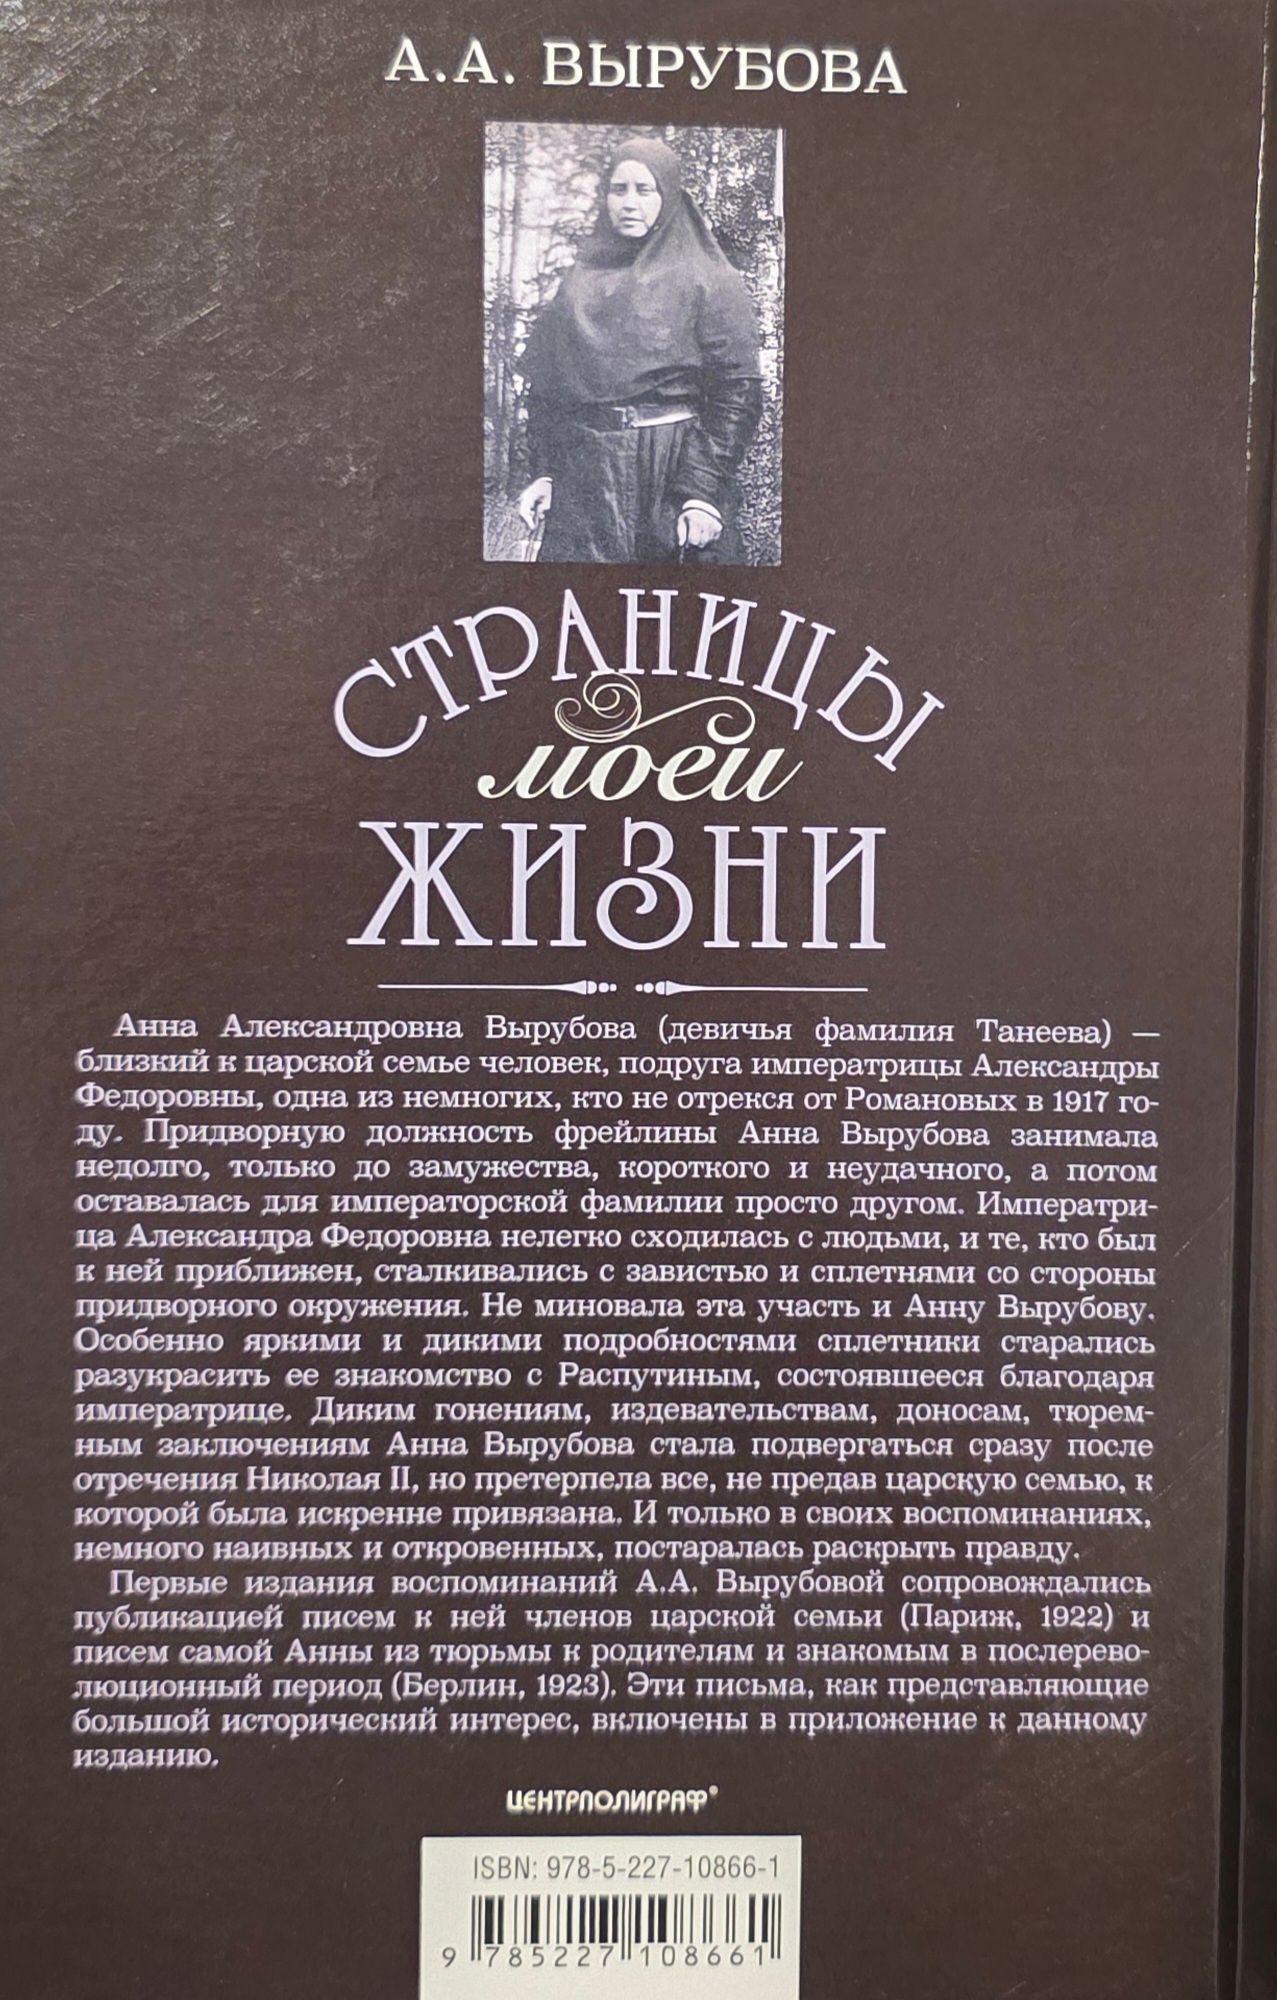 А.А. ВЫРУБОВА
СТРАНИЦЫ
моей
ЖИЗНИ
Анна Александровна Вырубова (девичья фамилия Танеева) —
близкий к царской семье человек, подруга императрицы Александры
Федоровны, одна из немногих, кто не отрекся от Романовых в 1917 го-
ду. Придворную должность фрейлины Анна Вырубова занимала
недолго, только до замужества, короткого и неудачного, а потом
оставалась для императорской фамилии просто другом. Императри-
ца Александра Федоровна нелегко сходилась с людьми, и те, кто был
к ней приближен, сталкивались с завистью и сплетнями со стороны
придворного окружения. Не миновала эта участь и Анну Вырубову.
Особенно яркими и дикими подробностями сплетники старались
разукрасить ее знакомство с Распутиным, состоявшееся благодаря
императрице. Диким гонениям, издевательствам, доносам, тюрем-
ным заключениям Анна Вырубова стала подвергаться сразу после
отречения Николая II, но претерпела все, не предав царскую семью, к
которой была искренне привязана. И только в своих воспоминаниях,
немного наивных и откровенных, постаралась раскрыть правду.
Первые издания воспоминаний А.А. Вырубовой сопровождались
публикацией писем к ней членов царской семьи (Париж, 1922) и
писем самой Анны из тюрьмы к родителям и знакомым в послерево-
люционный период (Берлин, 1923). Эти письма, как представляющие
большой исторический интерес, включены в приложение к данному
изданию.
ЦЕНТРПОЛИГРАФ®
ISBN: 978-5-227-10866-1
9 785227 108661